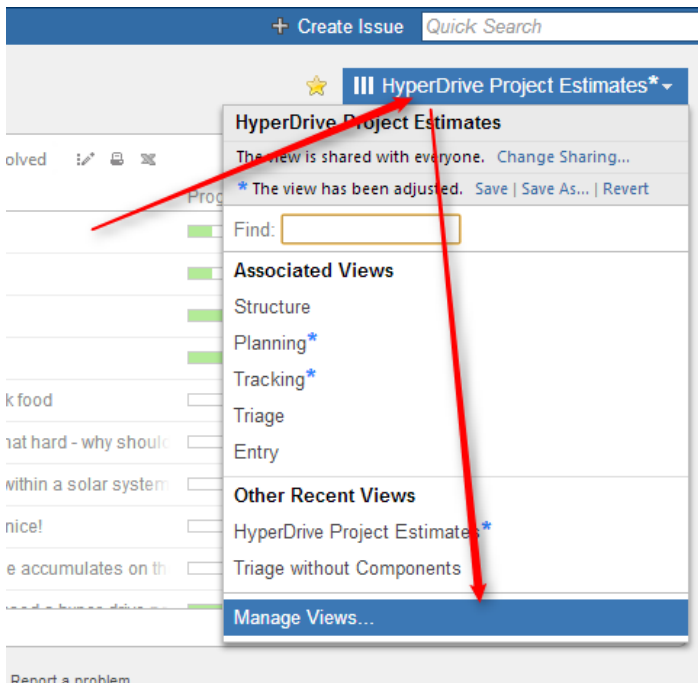 + Create Issue Quick Search
HyperDrive Project Estimates*
HyperDrive Project Estimates
olved
The view is shared with everyone. Change Sharing...
* The view has been adjusted. Save | Save As... | Revert
Prog
Find:
Associated Views
Structure
Planning*
Tracking*
Triage
k food
Entry
hat hard - why should
within a solar system
Other Recent Views
nice!
HyperDrive Project Estimates*
e accumulates on th
Triage without Components
Manage Views...
Report a problem